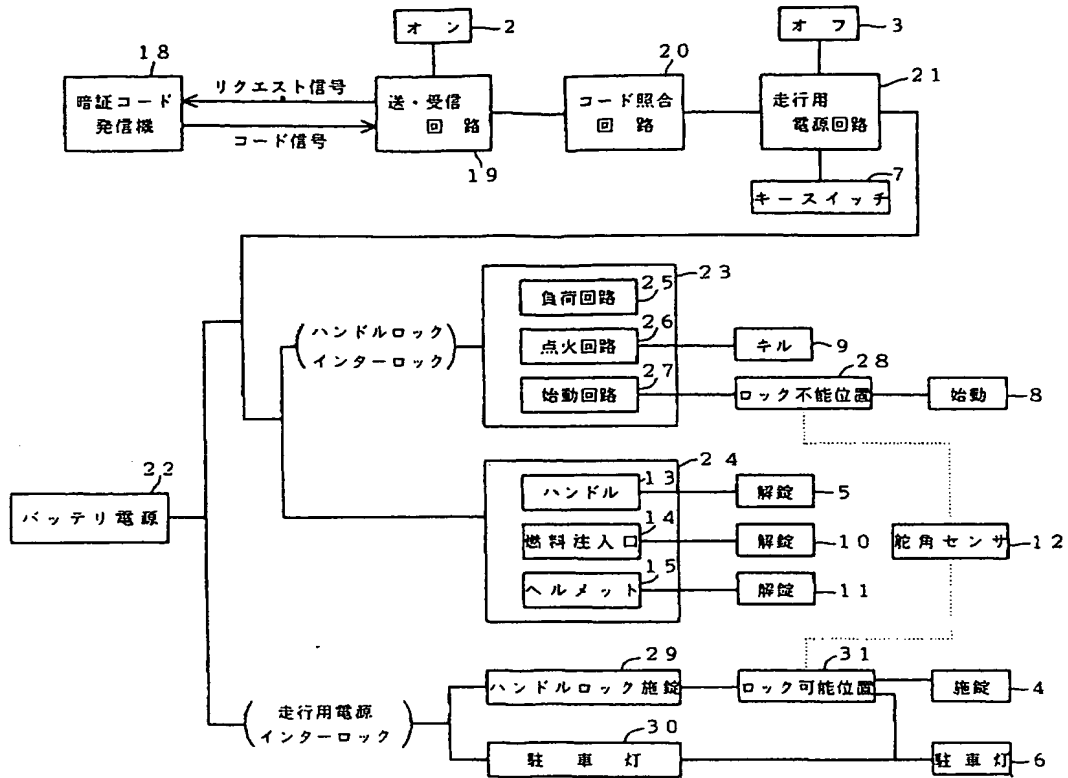 オン 2
オフ 3
18
リクエスト信号
20
21
暗証コード
発信機
送・受信
回路
コード照合
回路
走行用
電源回路
コード信号
19
7
キースイッチ
23
負荷回路 25
(ハンドルロック
インターロック)
点火回路 26
キル 9
始動回路 27
ロック不能位置 28
始動 8
24
22
バッテリ電源
ハンドル 13
解錠 5
燃料注入口 14
解錠 10
舵角センサ 12
ヘルメット 15
解錠 11
29
31
ハンドルロック施錠
ロック可能位置
施錠 4
(走行用電源
インターロック)
30
駐車灯
駐車灯 6